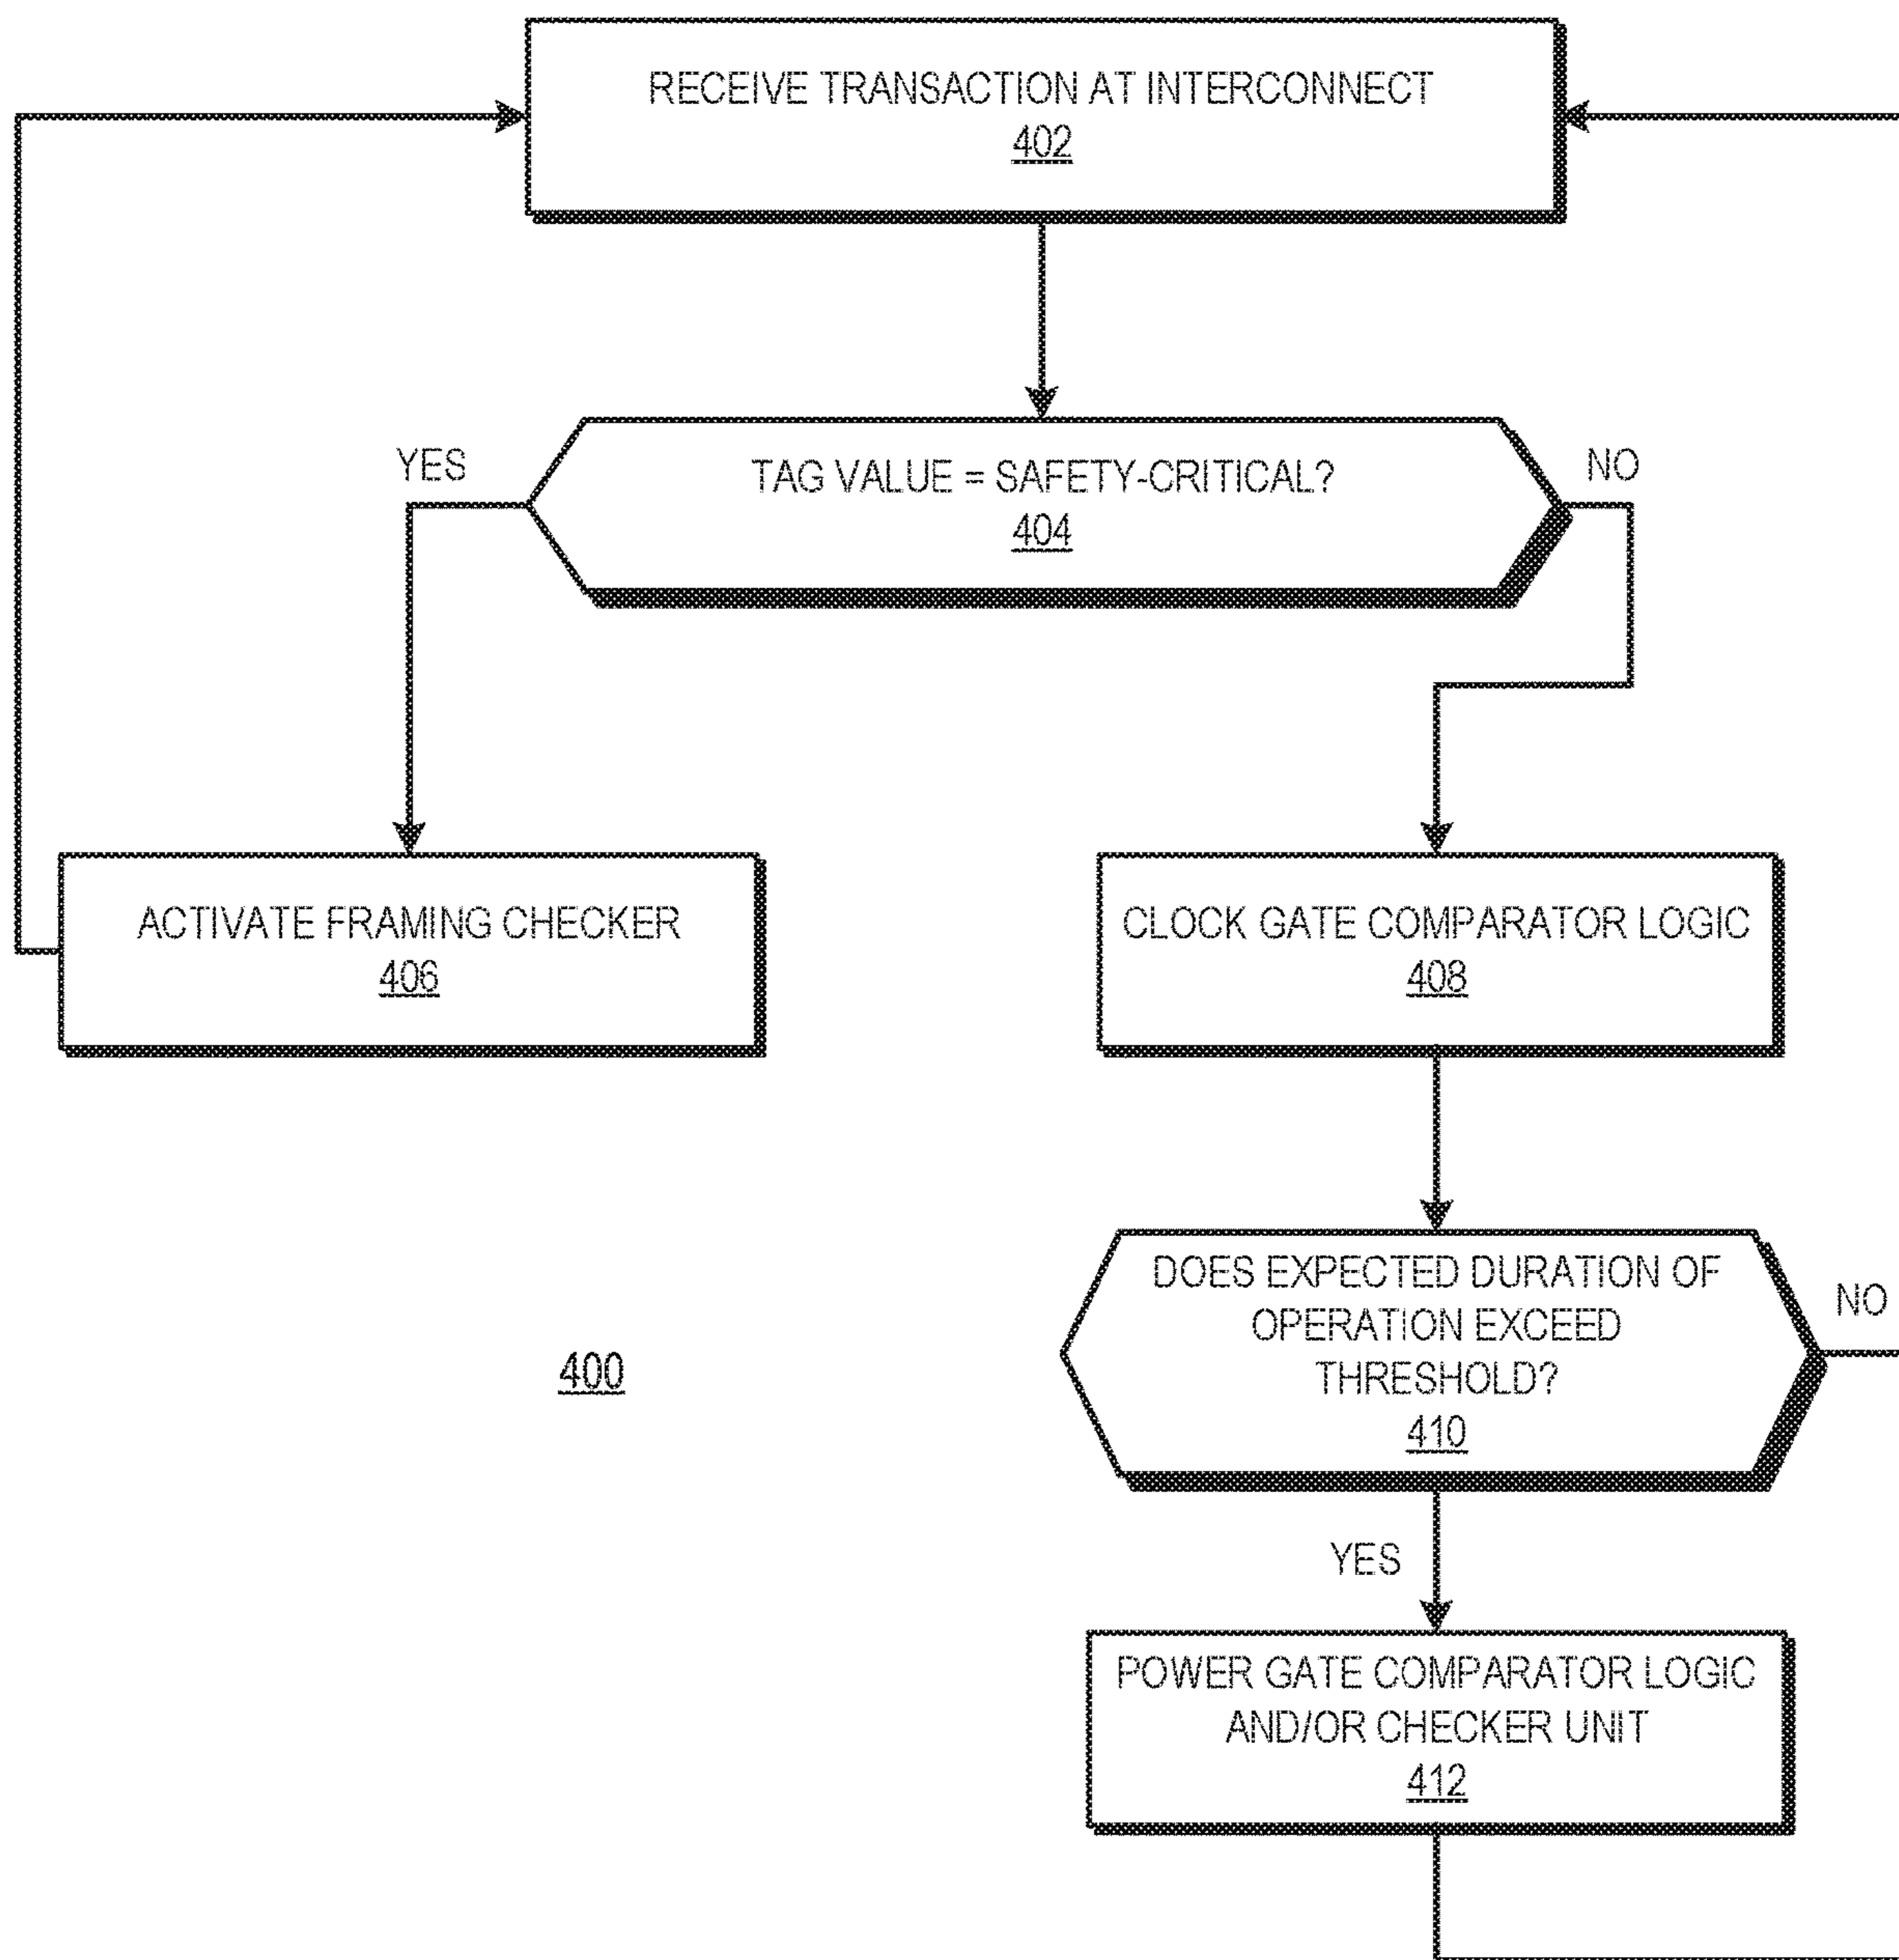 RECEIVE TRANSACTION AT INTERCONNECT
402
YES
TAG VALUE = SAFETY-CRITICAL?
404
NO
ACTIVATE FRAMING CHECKER
406
CLOCK GATE COMPARATOR LOGIC
408
DOES EXPECTED DURATION OF
OPERATION EXCEED
THRESHOLD?
410
NO
400
YES
POWER GATE COMPARATOR LOGIC
AND/OR CHECKER UNIT
412